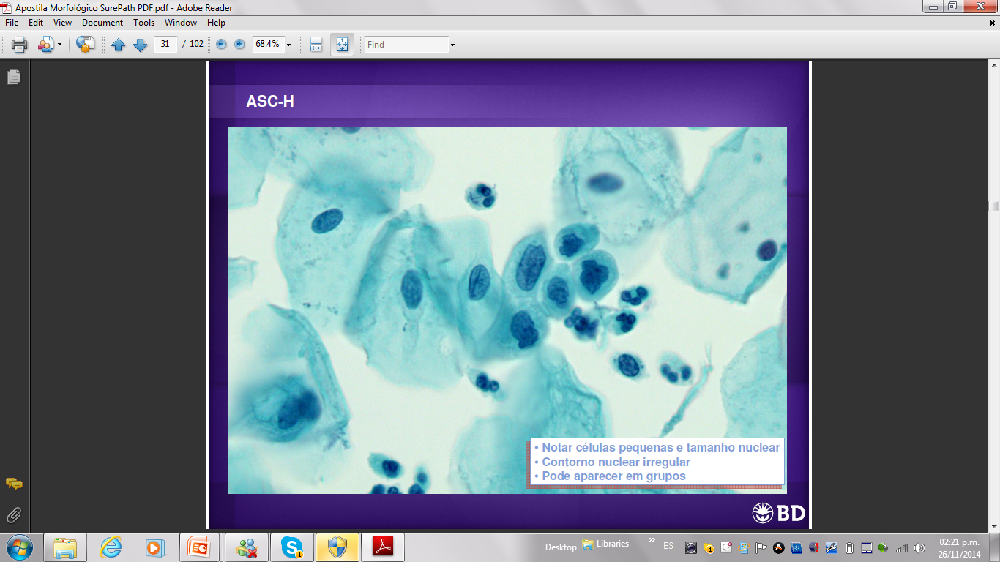 Apostila Morfológico SurePath PDF.pdf - Adobe Reader
File Edit View Document Tools Window Help
31 / 102 68.4% Find
ASC-H
• Notar células pequenas e tamanho nuclear
• Contorno nuclear irregular
• Pode aparecer em grupos
BD
Desktop Libraries » ES 02:21 p.m.
26/11/2014